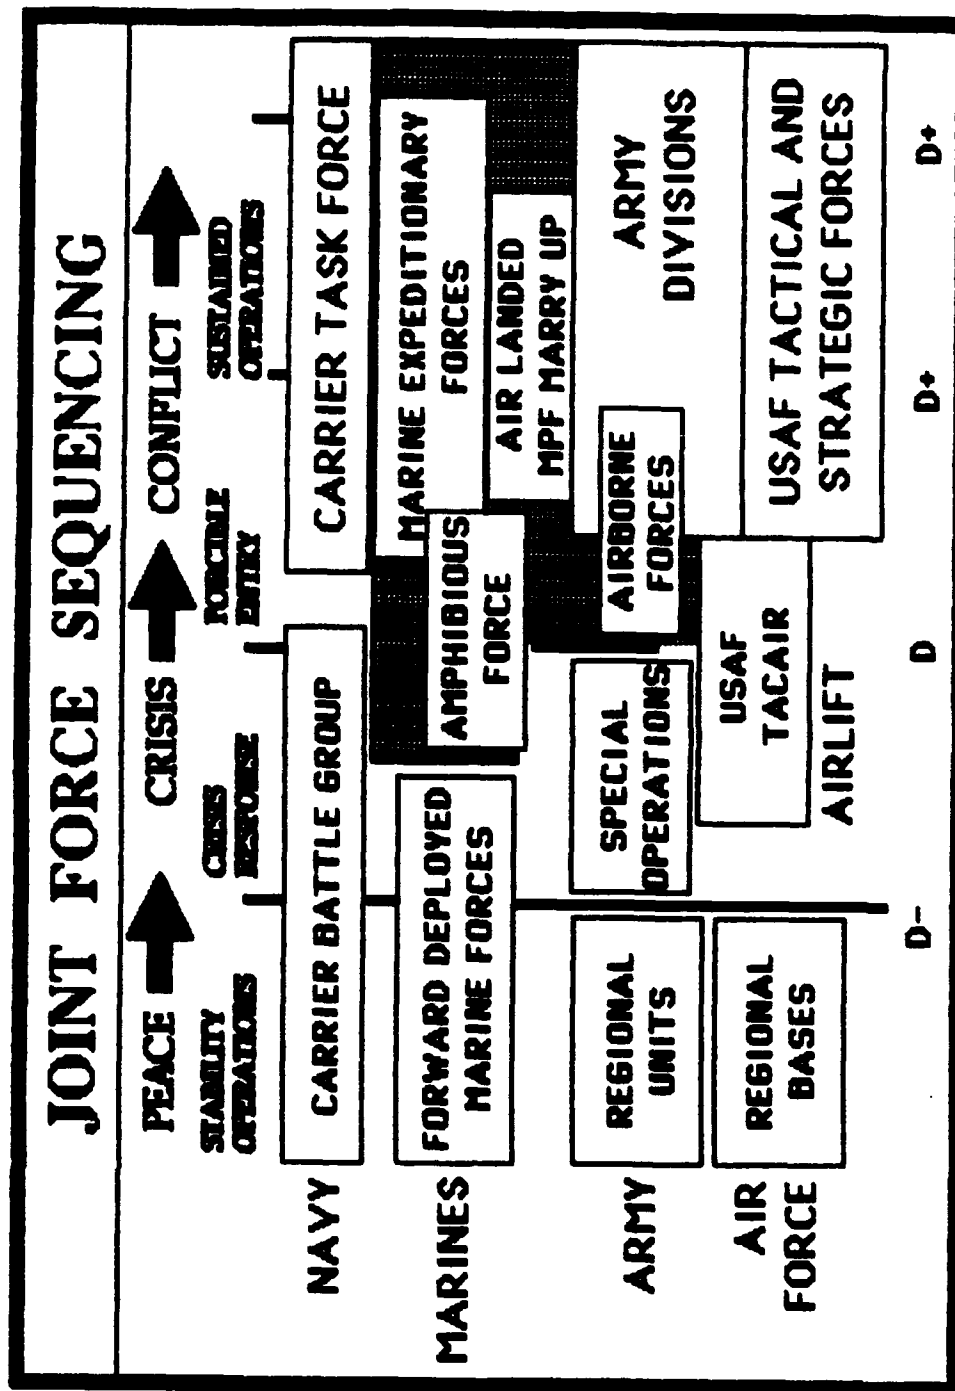 JOINT FORCE SEQUENCING
PEACE
CRISIS
CONFLICT
STABILITY
OPERATIONS
CRISIS
RESPONSE
FORCIBLE
ENTRY
SUSTAINED
OPERATIONS
NAVY
CARRIER BATTLE GROUP
CARRIER TASK FORCE
MARINES
FORWARD DEPLOYED
MARINE FORCES
AMPHIBIOUS
FORCE
MARINE EXPEDITIONARY
FORCES
AIR LANDED
MPF MARRY UP
ARMY
REGIONAL
UNITS
SPECIAL
OPERATIONS
AIRBORNE
FORCES
ARMY
DIVISIONS
AIR
FORCE
REGIONAL
BASES
USAF
TACAIR
AIRLIFT
USAF TACTICAL AND
STRATEGIC FORCES
D-
D
D+
D+